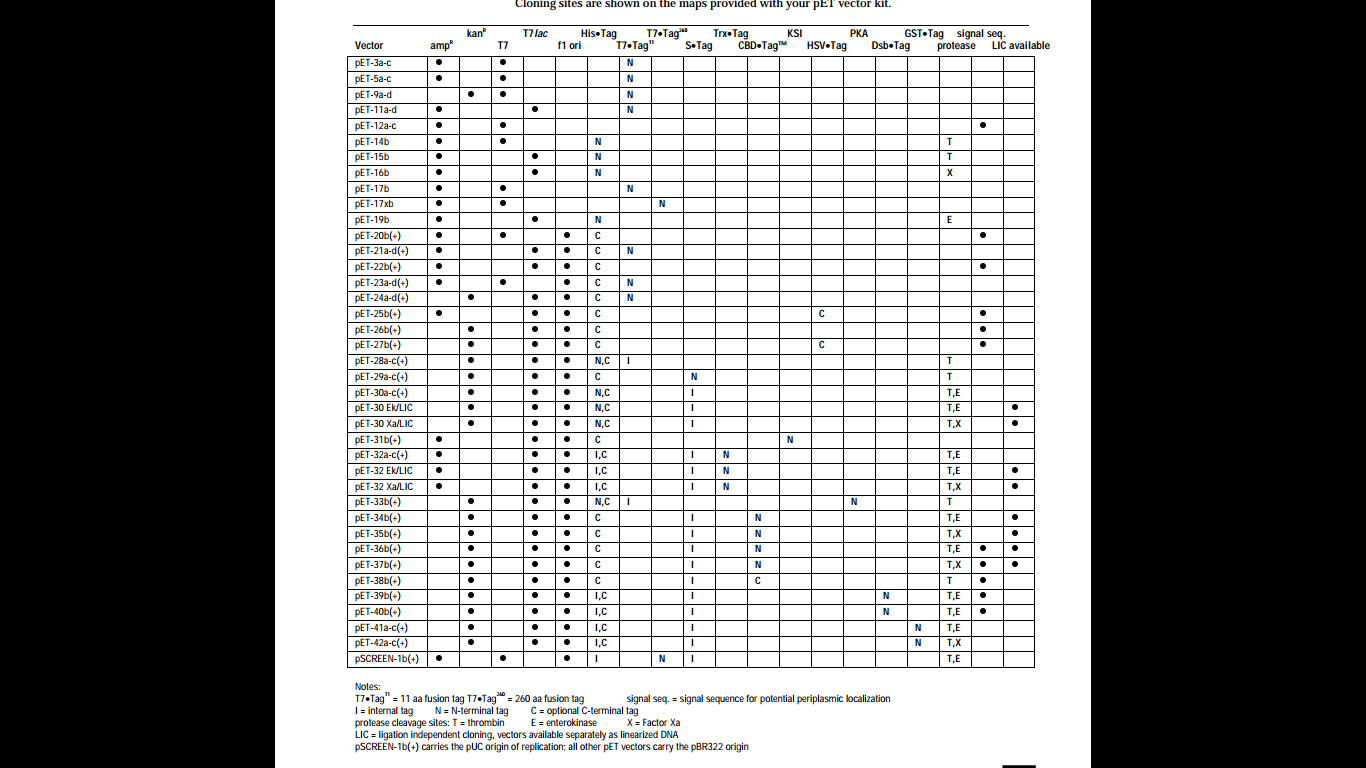 Cloning sites are shown on the maps provided with your pET vector kit.
kanR T7lac His•Tag T7•Tag260 Trx•Tag KSI PKA GST•Tag signal seq.
Vector ampR T7 f1 ori T7•Tag11 S•Tag CBD•Tag™ HSV•Tag Dsb•Tag protease LIC available
pET-3a-c ● ● N
pET-5a-c ● ● N
pET-9a-d ● ● N
pET-11a-d ● ● N
pET-12a-c ● ● ●
pET-14b ● ● N T
pET-15b ● ● N T
pET-16b ● ● N X
pET-17b ● ● N
pET-17xb ● ● N
pET-19b ● ● N E
pET-20b(+) ● ● ● C ●
pET-21a-d(+) ● ● ● C N
pET-22b(+) ● ● ● C ●
pET-23a-d(+) ● ● ● C N
pET-24a-d(+) ● ● ● C N
pET-25b(+) ● ● ● C C ●
pET-26b(+) ● ● ● C ●
pET-27b(+) ● ● ● C C ●
pET-28a-c(+) ● ● ● N,C I T
pET-29a-c(+) ● ● ● C N T
pET-30a-c(+) ● ● ● N,C I T,E
pET-30 Ek/LIC ● ● ● N,C I T,E ●
pET-30 Xa/LIC ● ● ● N,C I T,X ●
pET-31b(+) ● ● ● C N
pET-32a-c(+) ● ● ● I,C I N T,E
pET-32 Ek/LIC ● ● ● I,C I N T,E ●
pET-32 Xa/LIC ● ● ● I,C I N T,X ●
pET-33b(+) ● ● ● N,C I N T
pET-34b(+) ● ● ● C I N T,E ●
pET-35b(+) ● ● ● C I N T,X ●
pET-36b(+) ● ● ● C I N T,E ● ●
pET-37b(+) ● ● ● C I N T,X ● ●
pET-38b(+) ● ● ● C I C T ●
pET-39b(+) ● ● ● I,C I N T,E ●
pET-40b(+) ● ● ● I,C I N T,E ●
pET-41a-c(+) ● ● ● I,C I N T,E
pET-42a-c(+) ● ● ● I,C I N T,X
pSCREEN-1b(+) ● ● ● I N I T,E
Notes:
T7•Tag11 = 11 aa fusion tag T7•Tag260 = 260 aa fusion tag signal seq. = signal sequence for potential periplasmic localization
I = internal tag N = N-terminal tag C = optional C-terminal tag
protease cleavage sites: T = thrombin E = enterokinase X = Factor Xa
LIC = ligation independent cloning, vectors available separately as linearized DNA
pSCREEN-1b(+) carries the pUC origin of replication; all other pET vectors carry the pBR322 origin